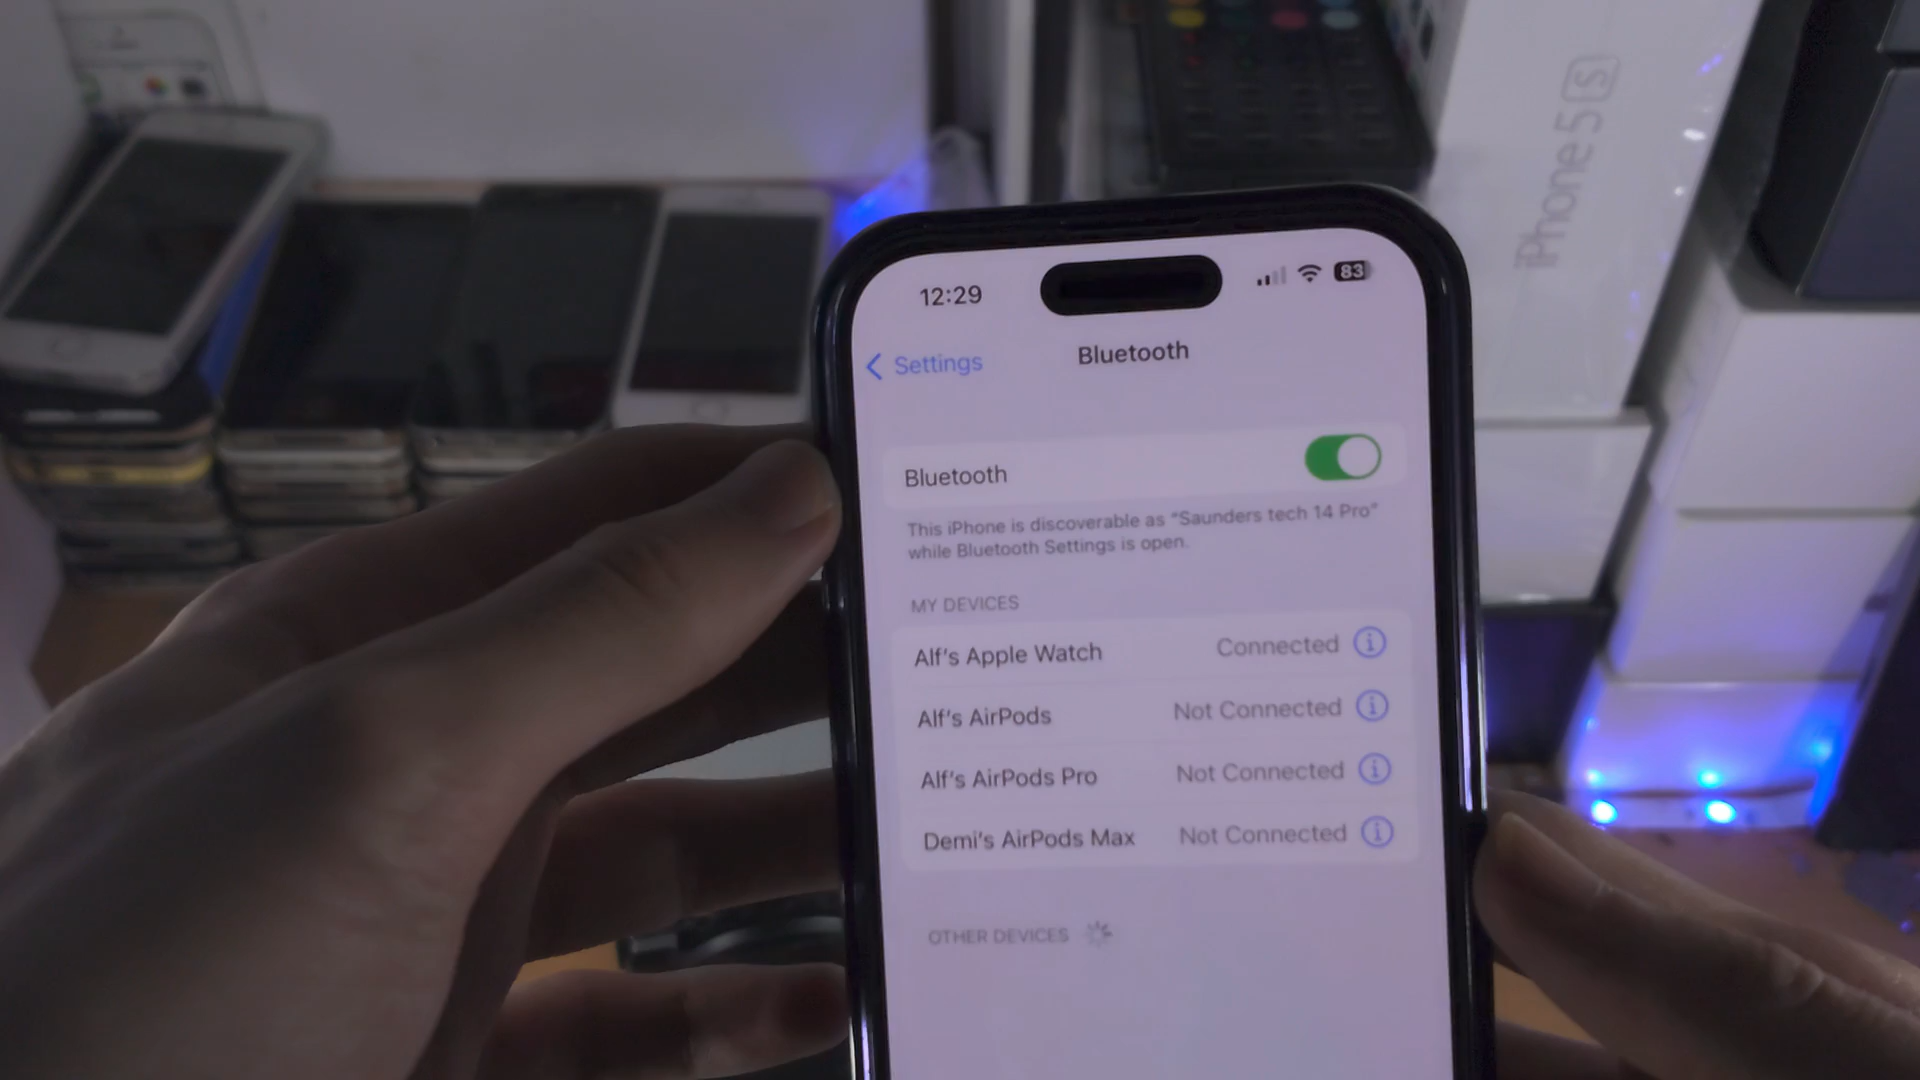 iPhone 5 S
12:29
83
Settings
Bluetooth
Bluetooth
This iPhone is discoverable as “Saunders tech 14 Pro”
while Bluetooth Settings is open.
MY DEVICES
Alf’s Apple Watch Connected
Alf’s AirPods Not Connected
Alf’s AirPods Pro Not Connected
Demi’s AirPods Max Not Connected
OTHER DEVICES